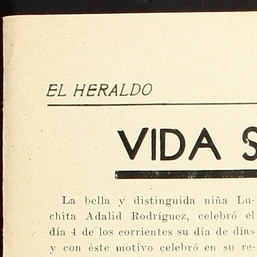 EL HERALDO
VIDA S
La bella y distinguida niña Lu-
chita Adalid Rodríguez, celebró el
día 4 de los corrientes su día de días
y con éste motivo celebró en su re-